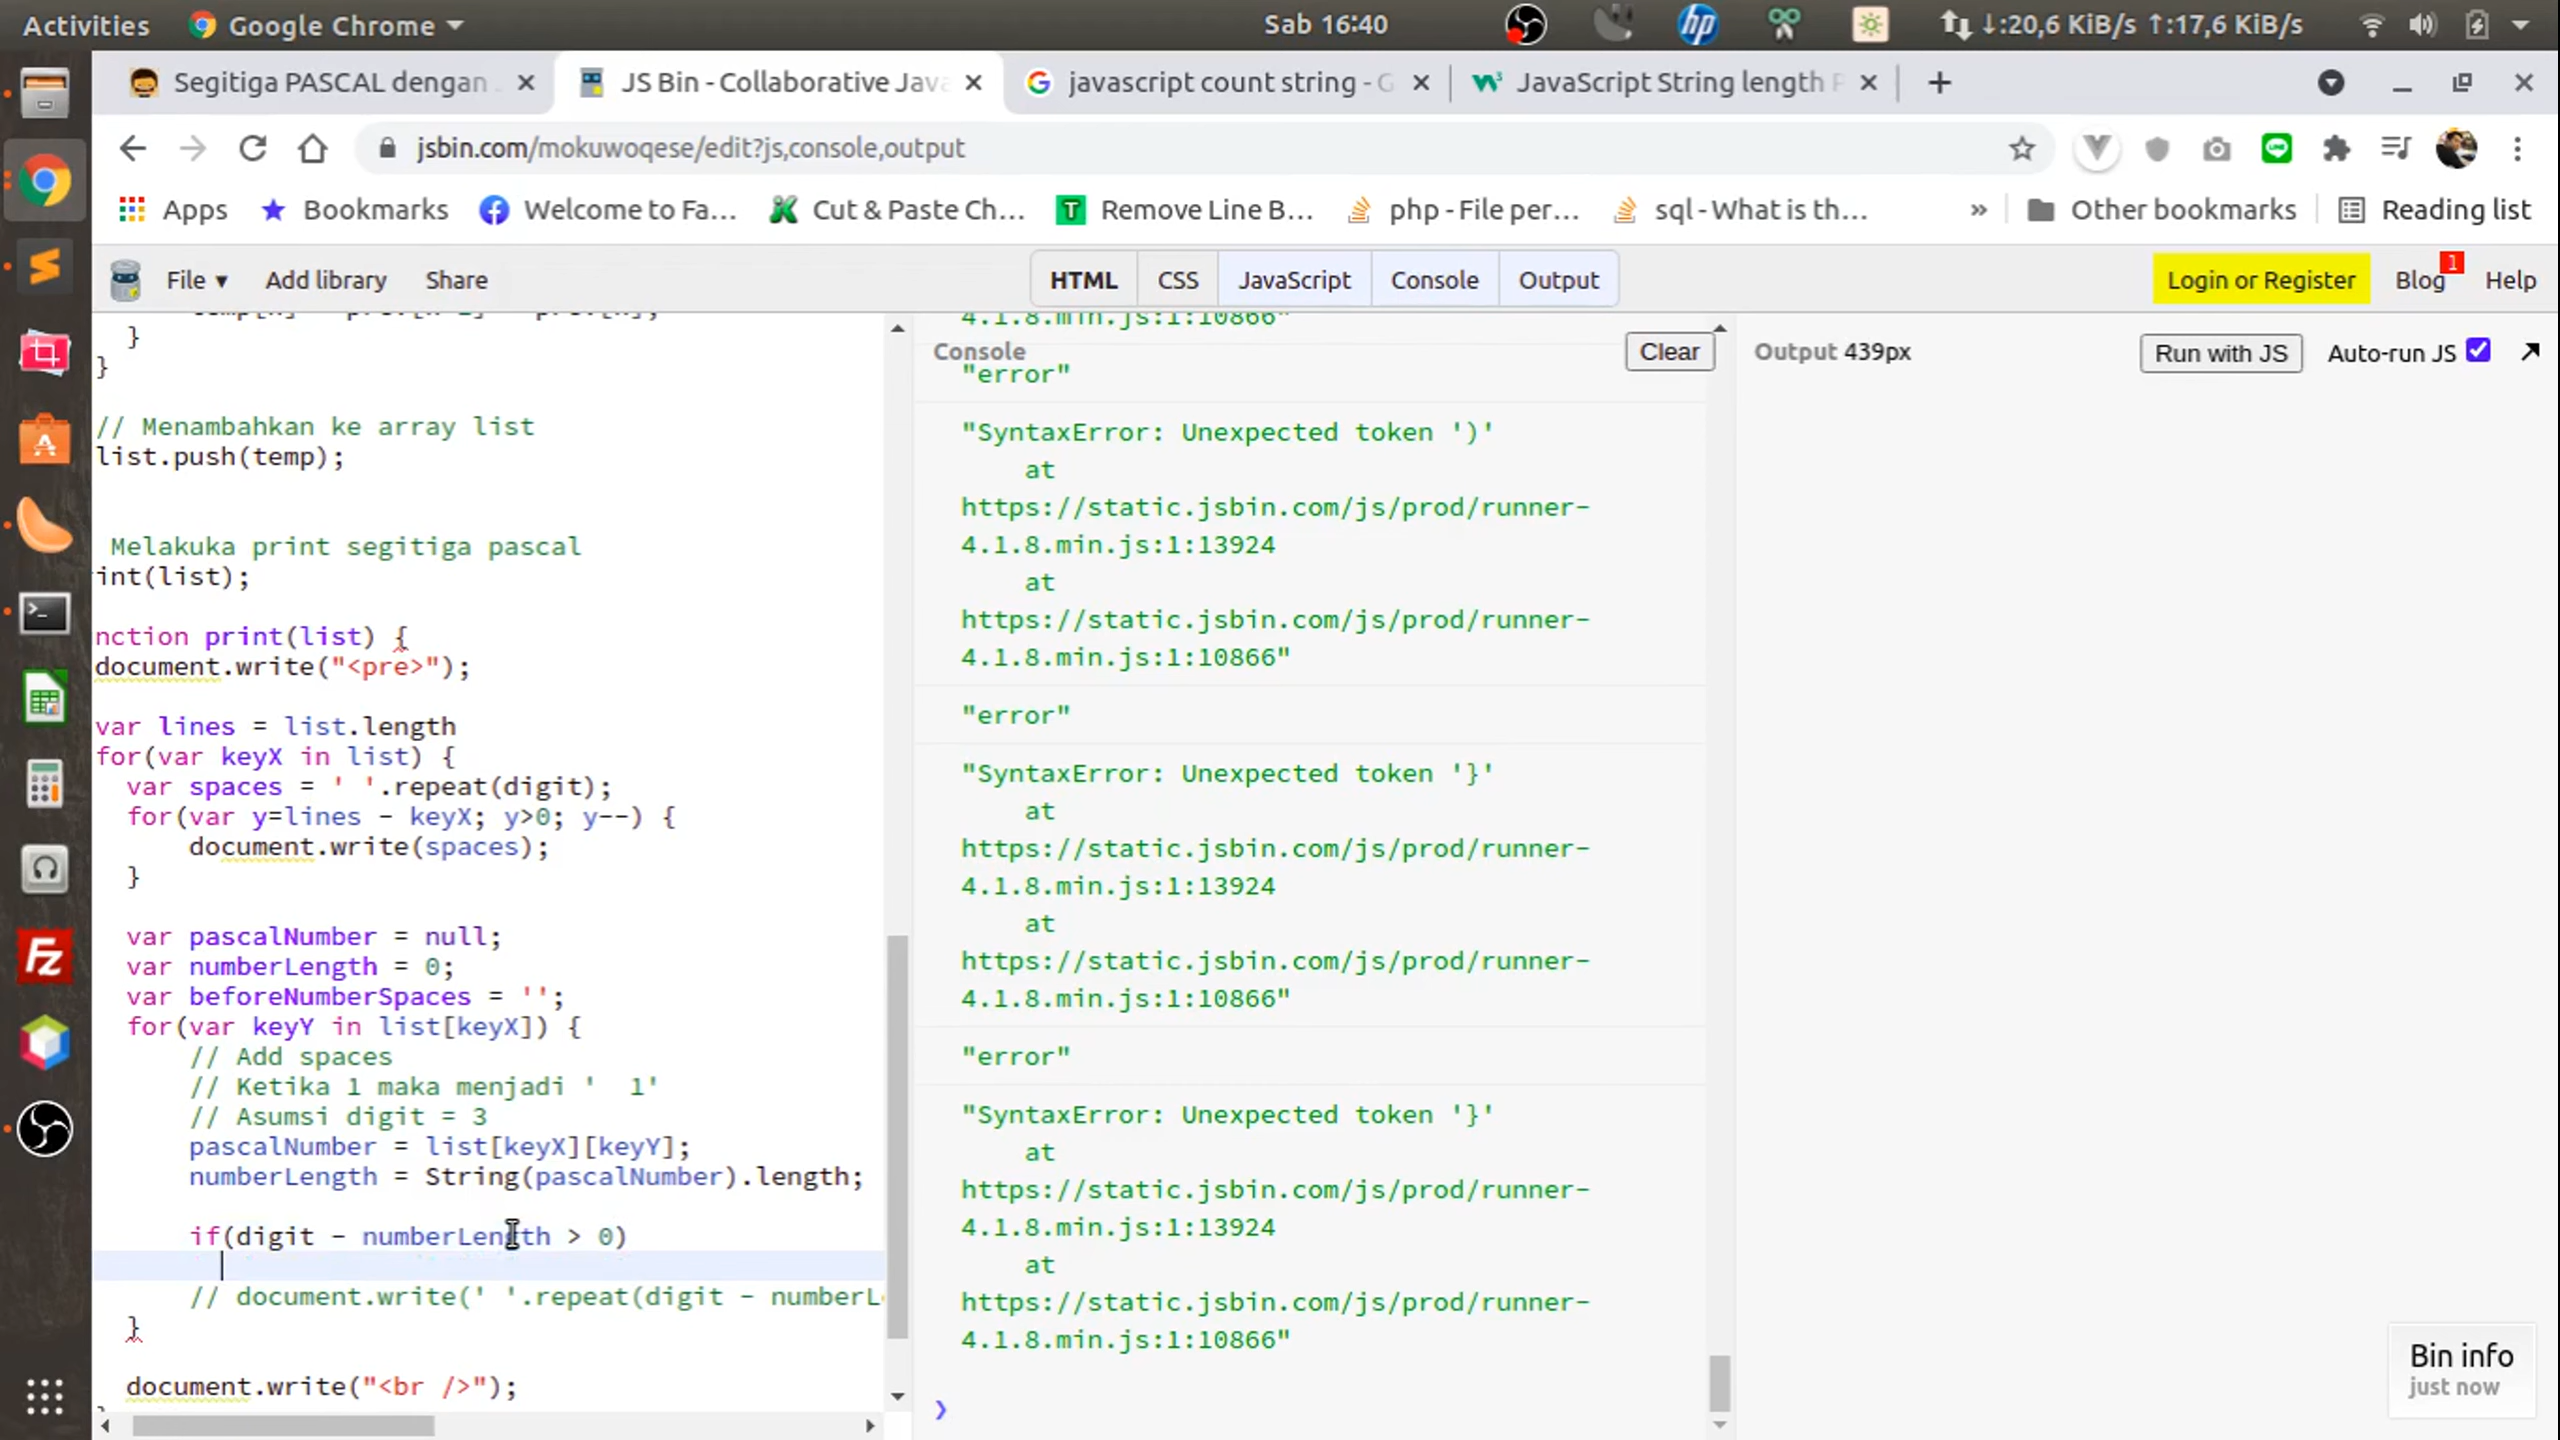 Activities
Google Chrome
Sab 16:40
↓:20,6 KiB/s ↑:17,6 KiB/s
Segitiga PASCAL dengan
JS Bin - Collaborative Java
javascript count string - G
JavaScript String length P
jsbin.com/mokuwoqese/edit?js,console,output
Apps
Bookmarks
Welcome to Fa...
Cut & Paste Ch...
Remove Line B...
php - File per...
sql - What is th...
»
Other bookmarks
Reading list
File ▾
Add library
Share
HTML
CSS
JavaScript
Console
Output
Login or Register
Blog
1
Help
}
}
// Menambahkan ke array list
list.push(temp);
Melakuka print segitiga pascal
int(list);
nction print(list) {
document.write("<pre>");
var lines = list.length
for(var keyX in list) {
var spaces = ' '.repeat(digit);
for(var y=lines - keyX; y>0; y--) {
document.write(spaces);
}
var pascalNumber = null;
var numberLength = 0;
var beforeNumberSpaces = '';
for(var keyY in list[keyX]) {
// Add spaces
// Ketika 1 maka menjadi '  1'
// Asumsi digit = 3
pascalNumber = list[keyX][keyY];
numberLength = String(pascalNumber).length;
if(digit - numberLength > 0)
// document.write(' '.repeat(digit - numberL
}
document.write("<br />");
4.1.8.min.js:1:10866"
Console
Clear
"error"
"SyntaxError: Unexpected token ')'
at
https://static.jsbin.com/js/prod/runner-
4.1.8.min.js:1:13924
at
https://static.jsbin.com/js/prod/runner-
4.1.8.min.js:1:10866"
"error"
"SyntaxError: Unexpected token '}'
at
https://static.jsbin.com/js/prod/runner-
4.1.8.min.js:1:13924
at
https://static.jsbin.com/js/prod/runner-
4.1.8.min.js:1:10866"
"error"
"SyntaxError: Unexpected token '}'
at
https://static.jsbin.com/js/prod/runner-
4.1.8.min.js:1:13924
at
https://static.jsbin.com/js/prod/runner-
4.1.8.min.js:1:10866"
Output 439px
Run with JS
Auto-run JS
Bin info
just now